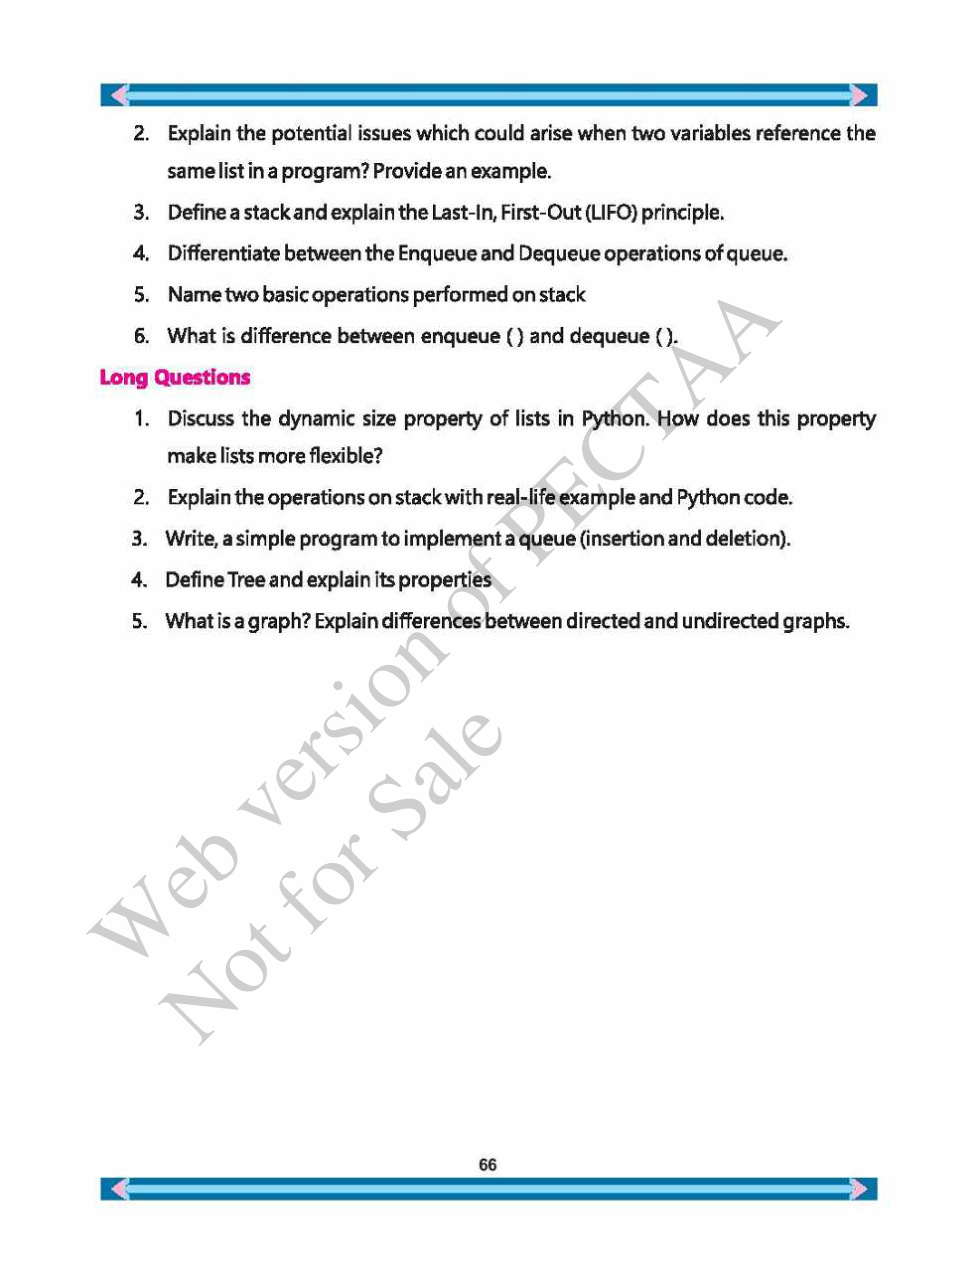 2. Explain the potential issues which could arise when two variables reference the
same list in a program? Provide an example.
3. Define a stack and explain the Last-In, First-Out (LIFO) principle.
4. Differentiate between the Enqueue and Dequeue operations of queue.
5. Name two basic operations performed on stack
6. What is difference between enqueue ( ) and dequeue ( ).
Long Questions
1. Discuss the dynamic size property of lists in Python. How does this property
make lists more flexible?
2. Explain the operations on stack with real-life example and Python code.
3. Write, a simple program to implement a queue (insertion and deletion).
4. Define Tree and explain its properties
5. What is a graph? Explain differences between directed and undirected graphs.
Web version of PECTAA
Not for Sale
66